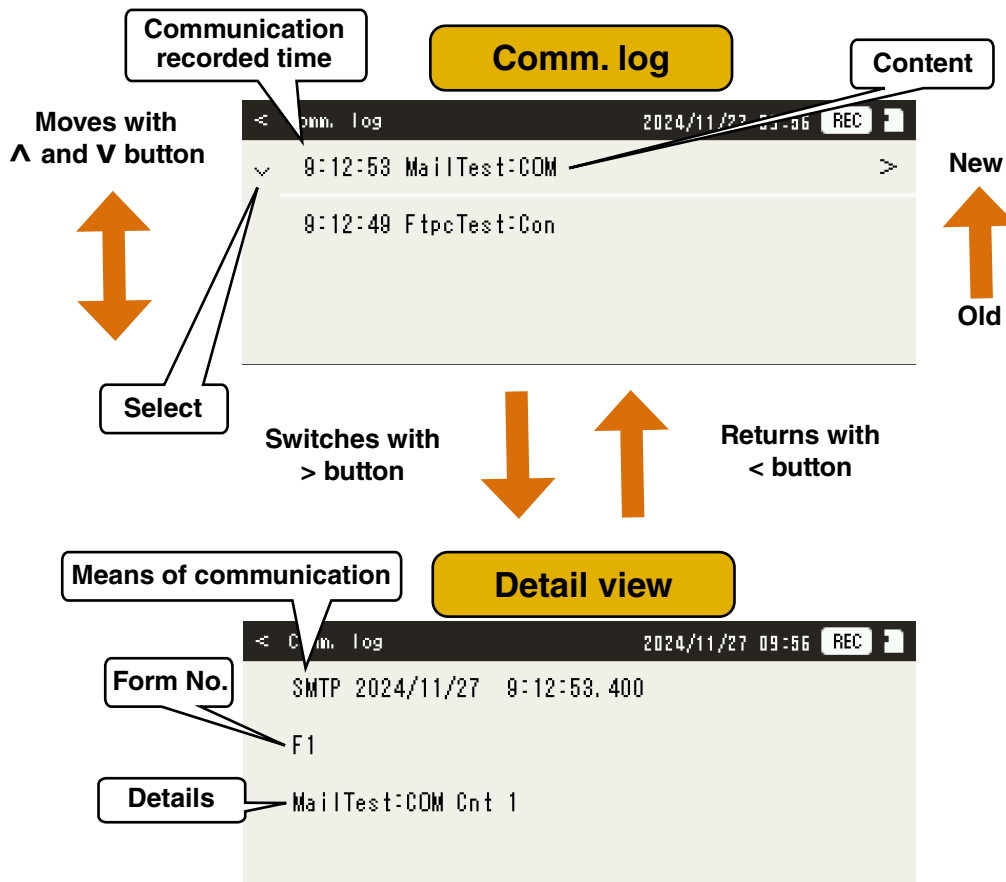 Communication
recorded time
Comm. log
Content
Moves with
∧ and ∨ button
< omm. log 2024/11/27 09:56 REC
9:12:53 MailTest:COM >
9:12:49 FtpcTest:Con
New
Old
Select
Switches with
> button
Returns with
< button
Means of communication
Detail view
< C mm. log 2024/11/27 09:56 REC
Form No.
SMTP 2024/11/27 9:12:53.400
F1
Details
MailTest:COM Cnt 1